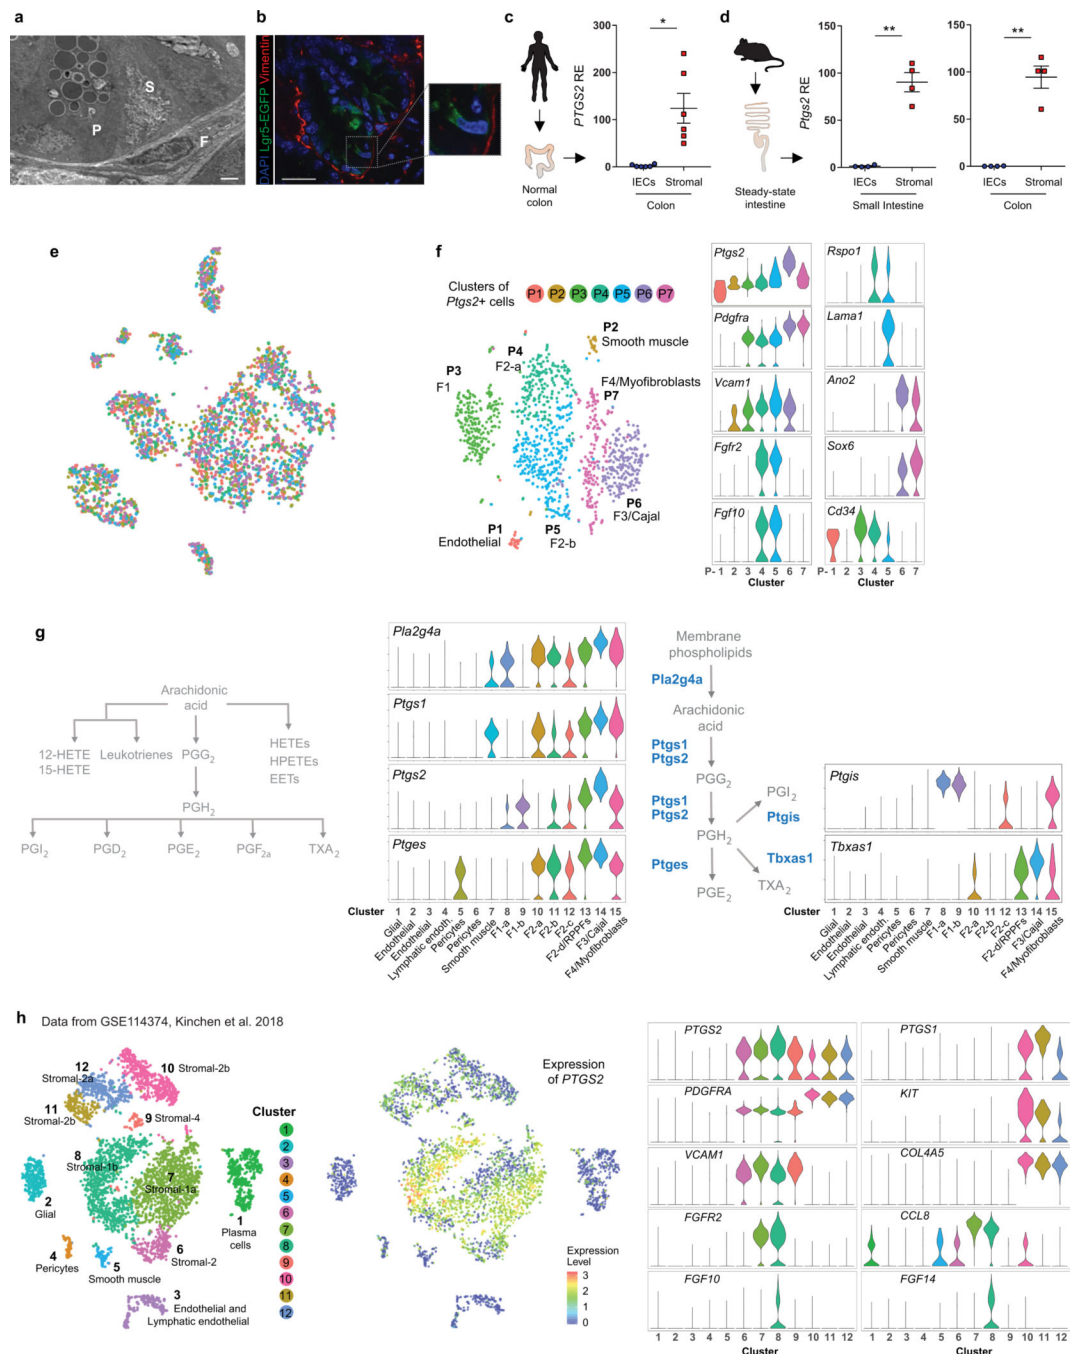 a
S
P
F
b
DAPI Lgr5-EGFP Vimentin
c
Normal
colon
PTGS2 RE
300
200
100
0
*
IECs Stromal
Colon
d
Steady-state
intestine
Ptgs2 RE
150
100
50
0
**
IECs Stromal
Small Intestine
150
100
50
0
**
IECs Stromal
Colon
e
f
Clusters of
Ptgs2+ cells
P1 P2 P3 P4 P5 P6 P7
P2
Smooth muscle
P4
F2-a
P3
F1
F4/Myofibroblasts
P7
P6
F3/Cajal
P1
Endothelial
P5
F2-b
Ptgs2
Pdgfra
Vcam1
Fgfr2
Fgf10
P- 1 2 3 4 5 6 7
Cluster
Rspo1
Lama1
Ano2
Sox6
Cd34
P- 1 2 3 4 5 6 7
Cluster
g
Arachidonic
acid
12-HETE
15-HETE
Leukotrienes
PGG2
HETEs
HPETEs
EETs
PGH2
PGI2 PGD2 PGE2 PGF2a TXA2
Pla2g4a
Ptgs1
Ptgs2
Ptges
Cluster 1 2 3 4 5 6 7 8 9 10 11 12 13 14 15
Glial
Endothelial
Endothelial
Lymphatic endoth.
Pericytes
Pericytes
Smooth muscle
F1-a
F1-b
F2-a
F2-b
F2-c
F2-d/RPPFs
F3/Cajal
F4/Myofibroblasts
Membrane
phospholipids
Pla2g4a
Arachidonic
acid
Ptgs1
Ptgs2
PGG2
Ptgs1
Ptgs2
PGI2
Ptgis
PGH2
Ptges
Tbxas1
TXA2
PGE2
Ptgis
Tbxas1
Cluster 1 2 3 4 5 6 7 8 9 10 11 12 13 14 15
Glial
Endothelial
Endothelial
Lymphatic endoth.
Pericytes
Pericytes
Smooth muscle
F1-a
F1-b
F2-a
F2-b
F2-c
F2-d/RPPFs
F3/Cajal
F4/Myofibroblasts
h
Data from GSE114374, Kinchen et al. 2018
12
Stromal-2a
10 Stromal-2b
11
Stromal-2b
9 Stromal-4
8
Stromal-1b
7
Stromal-1a
2
Glial
1
Plasma
cells
4
Pericytes
5
Smooth muscle
6
Stromal-2
3
Endothelial and
Lymphatic endothelial
Cluster
1
2
3
4
5
6
7
8
9
10
11
12
Expression
of PTGS2
Expression
Level
3
2
1
0
PTGS2
PDGFRA
VCAM1
FGFR2
FGF10
1 2 3 4 5 6 7 8 9 10 11 12
Cluster
PTGS1
KIT
COL4A5
CCL8
FGF14
1 2 3 4 5 6 7 8 9 10 11 12
Cluster